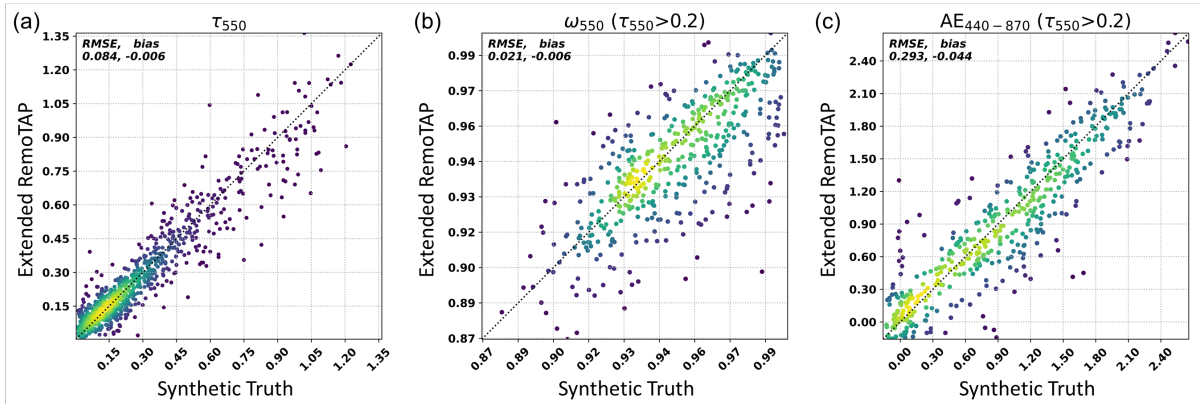 (a)
τ550
RMSE, bias
0.084, -0.006
1.35
1.20
1.05
0.90
0.75
0.60
0.45
0.30
0.15
Extended RemoTAP
0.15 0.30 0.45 0.60 0.75 0.90 1.05 1.20 1.35
Synthetic Truth
(b)
ω550 (τ550>0.2)
RMSE, bias
0.021, -0.006
0.99
0.97
0.96
0.94
0.93
0.92
0.90
0.89
0.87
Extended RemoTAP
0.87 0.89 0.90 0.92 0.93 0.94 0.96 0.97 0.99
Synthetic Truth
(c)
AE440−870 (τ550>0.2)
RMSE, bias
0.293, -0.044
2.40
2.10
1.80
1.50
1.20
0.90
0.60
0.30
0.00
Extended RemoTAP
0.00 0.30 0.60 0.90 1.20 1.50 1.80 2.10 2.40
Synthetic Truth